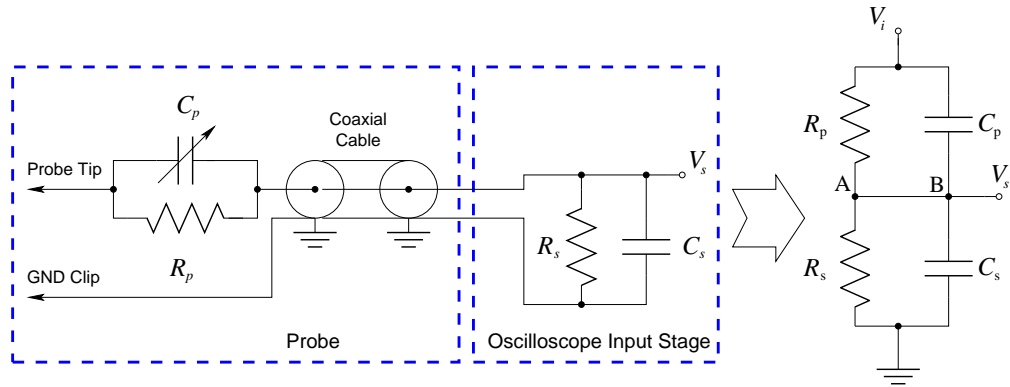 C_p
Coaxial
Cable
Probe Tip
R_p
GND Clip
Probe
V_s
R_s
C_s
Oscilloscope Input Stage
V_i
R_p
C_p
A
B
V_s
R_s
C_s